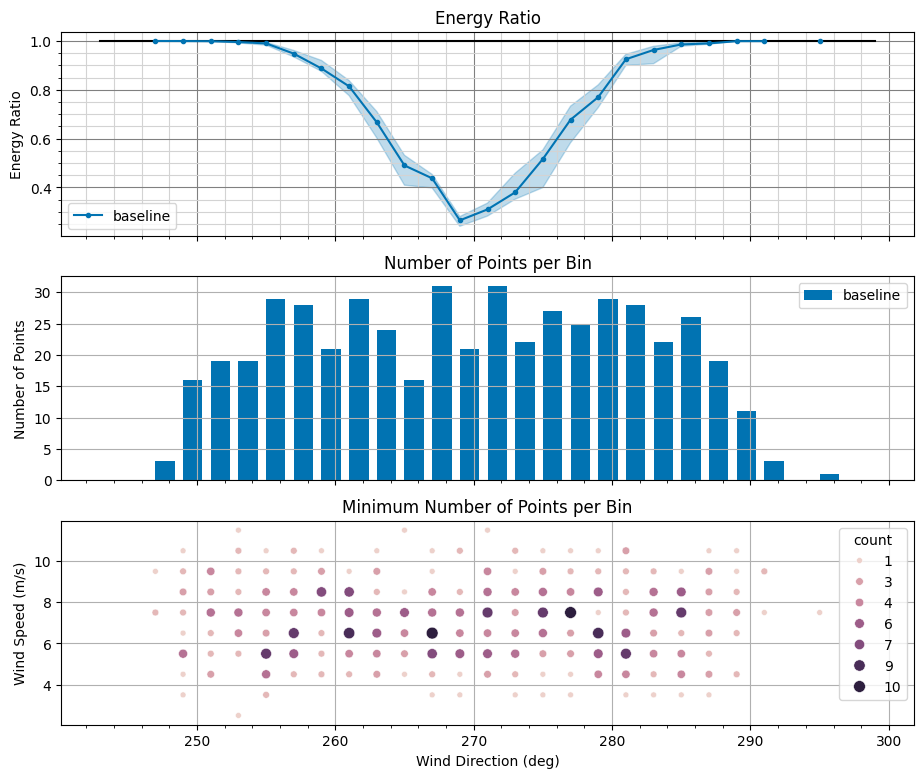 Energy Ratio
1.0
0.8
0.6
0.4
Energy Ratio
baseline
Number of Points per Bin
30
25
20
15
10
5
0
Number of Points
baseline
Minimum Number of Points per Bin
10
8
6
4
Wind Speed (m/s)
count
1
3
4
6
7
9
10
250
260
270
280
290
300
Wind Direction (deg)